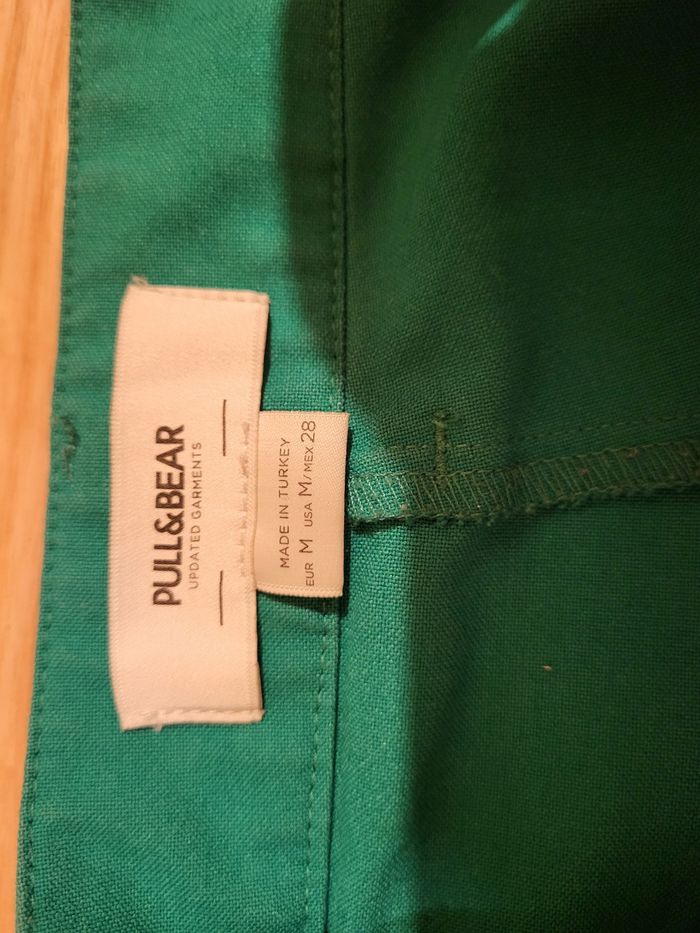 PULL&BEAR
UPDATED GARMENTS
MADE IN TURKEY
EUR M USA M/MEX 28